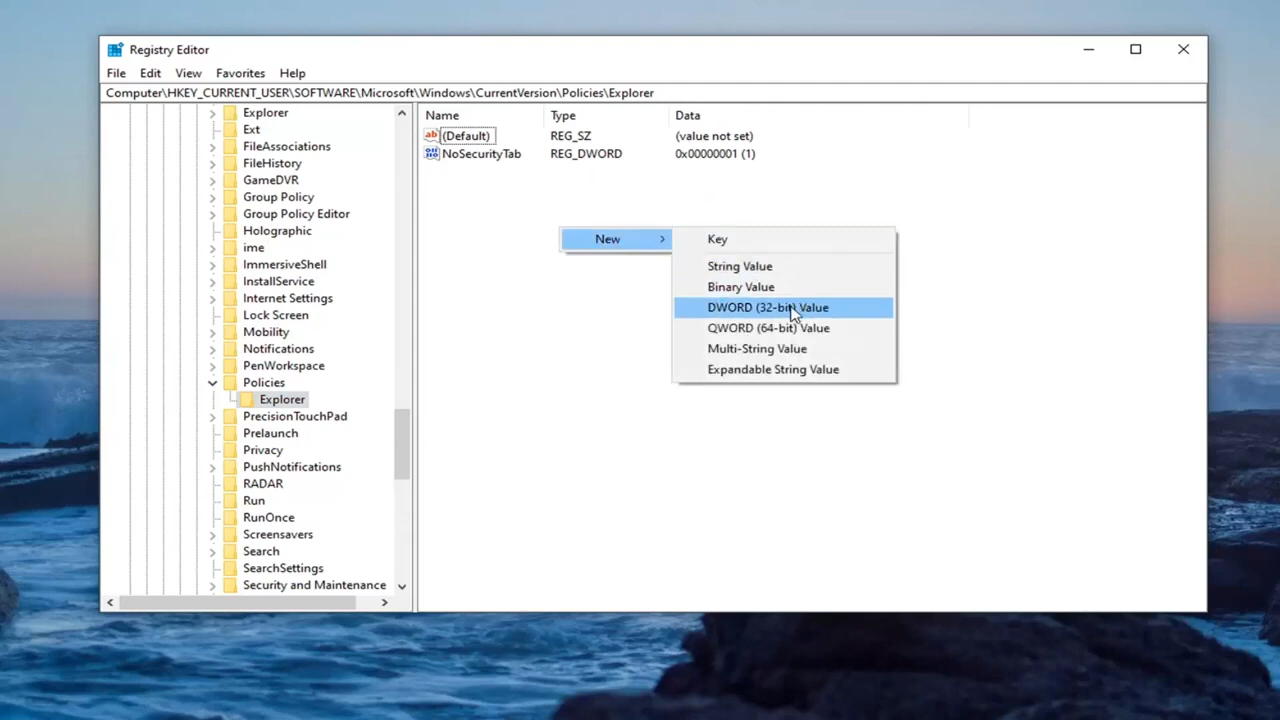 Registry Editor
File Edit View Favorites Help
Computer\HKEY_CURRENT_USER\SOFTWARE\Microsoft\Windows\CurrentVersion\Policies\Explorer
Explorer
Ext
FileAssociations
FileHistory
GameDVR
Group Policy
Group Policy Editor
Holographic
ime
ImmersiveShell
InstallService
Internet Settings
Lock Screen
Mobility
Notifications
PenWorkspace
Policies
Explorer
PrecisionTouchPad
Prelaunch
Privacy
PushNotifications
RADAR
Run
RunOnce
Screensavers
Search
SearchSettings
Security and Maintenance
Name Type Data
ab (Default) REG_SZ (value not set)
NoSecurityTab REG_DWORD 0x00000001 (1)
New
Key
String Value
Binary Value
DWORD (32-bit) Value
QWORD (64-bit) Value
Multi-String Value
Expandable String Value